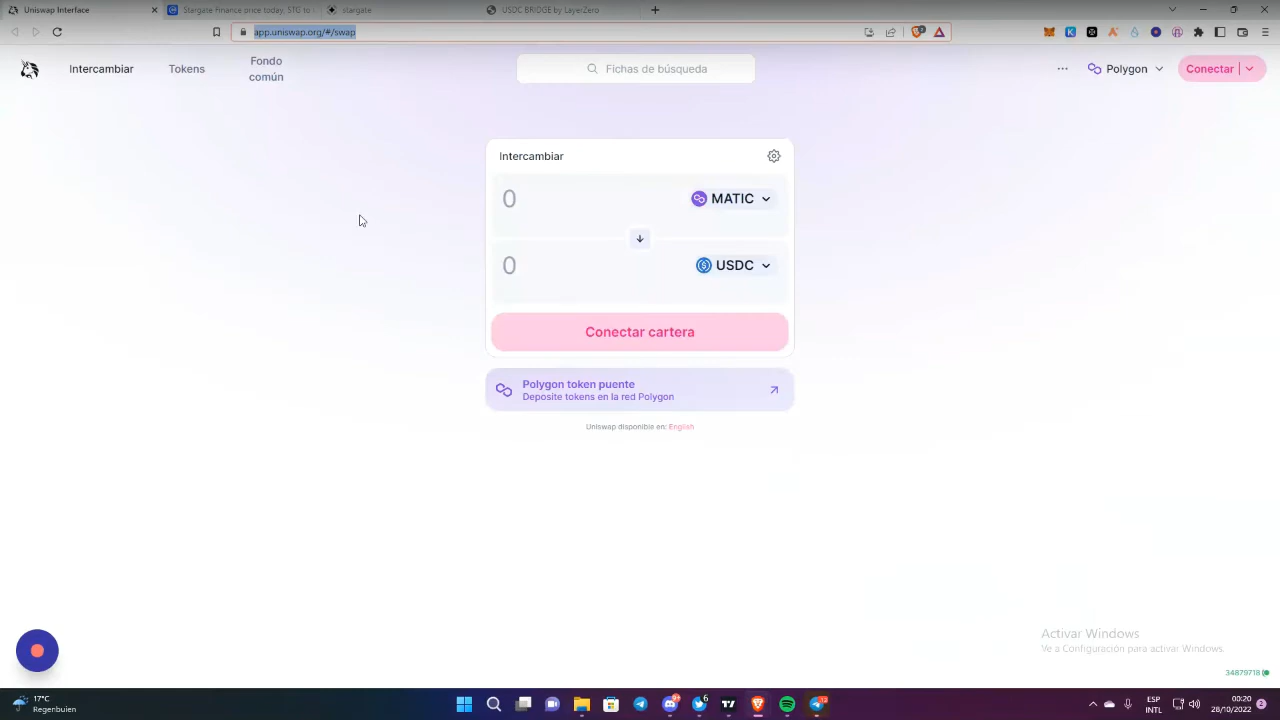 Uniswap Interface
Stargate Finance price today, STG to
stargate
USDC BRIDGE by LayerZero
app.uniswap.org/#/swap
Intercambiar
Tokens
Fondo
común
Fichas de búsqueda
Polygon
Conectar
Intercambiar
0
MATIC
0
USDC
Conectar cartera
Polygon token puente
Deposite tokens en la red Polygon
Uniswap disponible en: English
Activar Windows
Ve a Configuración para activar Windows.
34879718
17°C
Regenbuien
ESP
INTL
00:20
28/10/2022